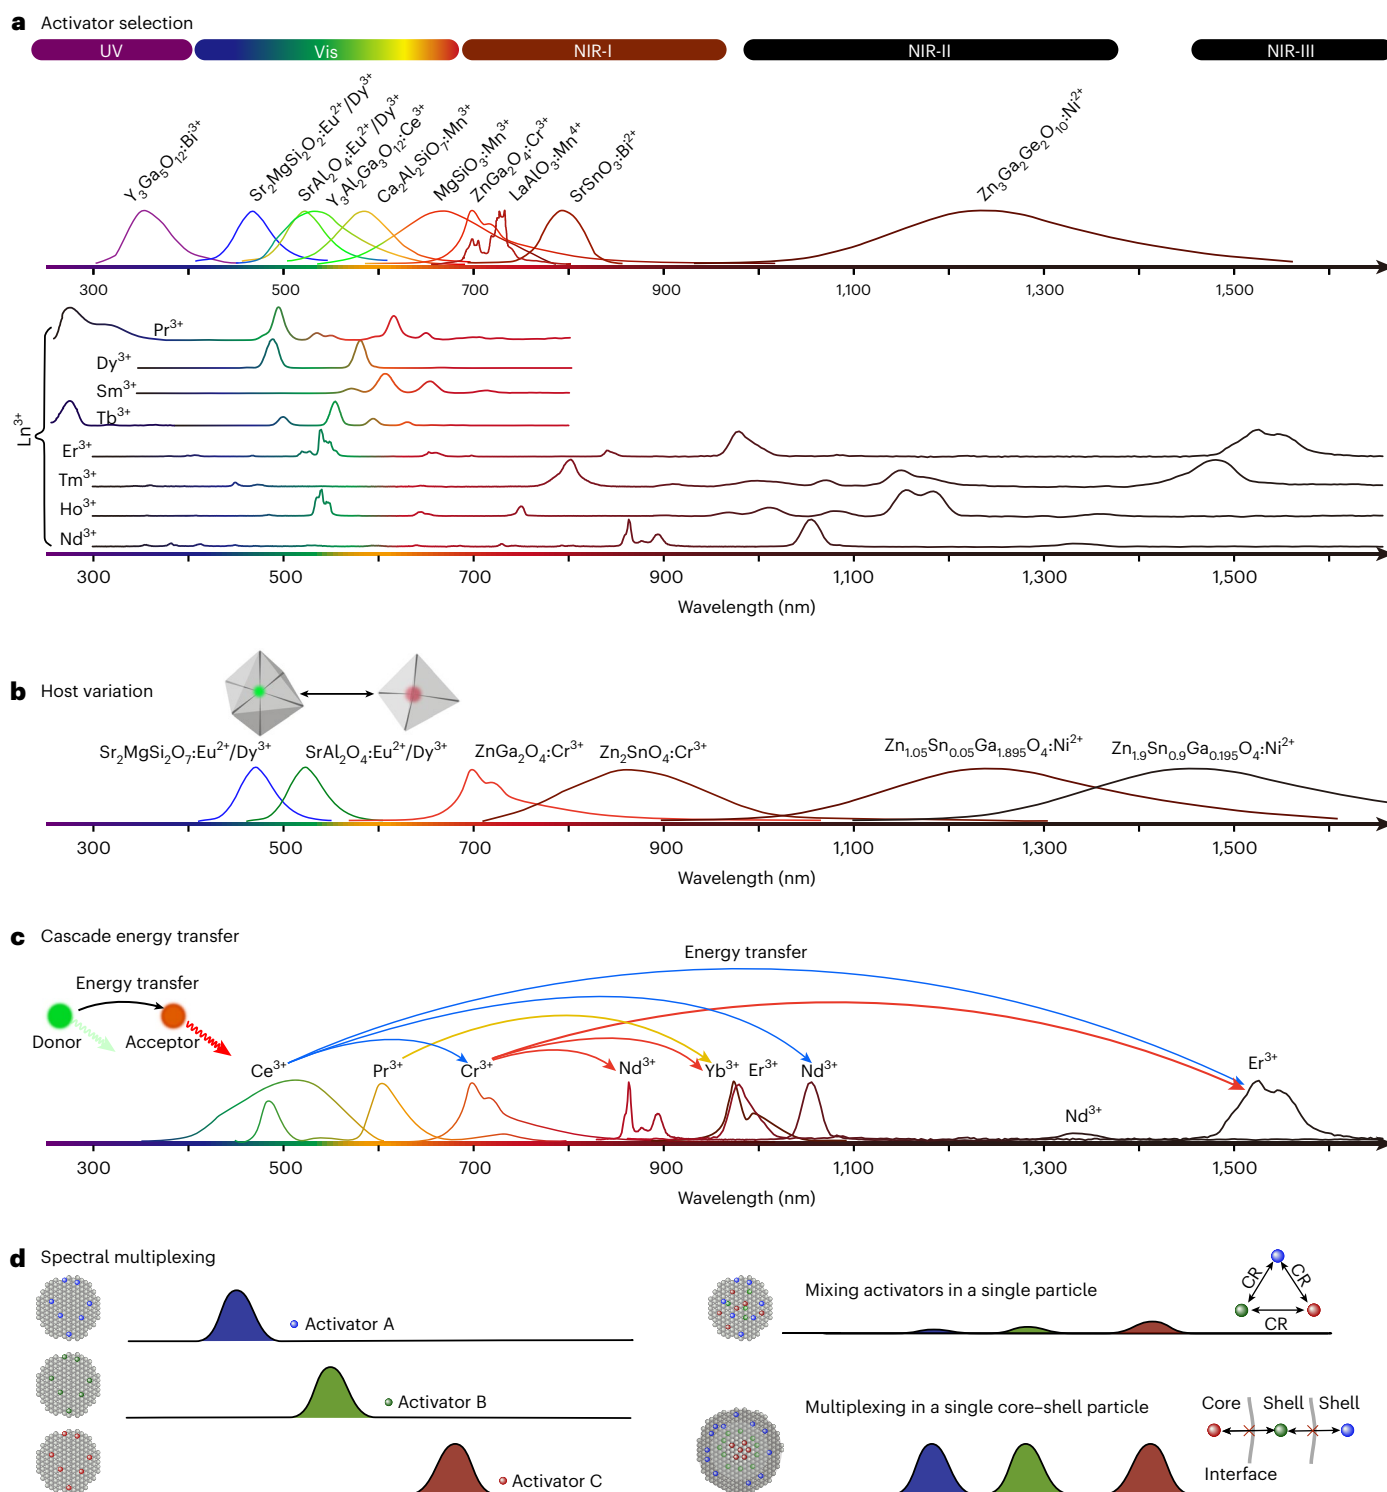 a Activator selection
UV Vis NIR-I NIR-II NIR-III
Y₃Ga₅O₁₂:Bi³⁺
Sr₂MgSi₂O₂:Eu²⁺/Dy³⁺
SrAl₂O₄:Eu²⁺/Dy³⁺
Y₃Al₂Ga₃O₁₂:Ce³⁺
Ca₂Al₂SiO₇:Mn³⁺
MgSiO₃:Mn³⁺
ZnGa₂O₄:Cr³⁺
LaAlO₃:Mn⁴⁺
SrSnO₃:Bi²⁺
Zn₃Ga₂Ge₂O₁₀:Ni²⁺
300 500 700 900 1,100 1,300 1,500
Ln³⁺
Pr³⁺
Dy³⁺
Sm³⁺
Tb³⁺
Er³⁺
Tm³⁺
Ho³⁺
Nd³⁺
300 500 700 900 1,100 1,300 1,500
Wavelength (nm)
b Host variation
Sr₂MgSi₂O₇:Eu²⁺/Dy³⁺ SrAl₂O₄:Eu²⁺/Dy³⁺ ZnGa₂O₄:Cr³⁺ Zn₂SnO₄:Cr³⁺ Zn₁.₀₅Sn₀.₀₅Ga₁.₈₉₅O₄:Ni²⁺ Zn₁.₉Sn₀.₉Ga₀.₁₉₅O₄:Ni²⁺
300 500 700 900 1,100 1,300 1,500
Wavelength (nm)
c Cascade energy transfer
Energy transfer
Energy transfer
Donor Acceptor
Ce³⁺ Pr³⁺ Cr³⁺ Nd³⁺ Yb³⁺ Er³⁺ Nd³⁺ Nd³⁺ Er³⁺
300 500 700 900 1,100 1,300 1,500
Wavelength (nm)
d Spectral multiplexing
Activator A
Activator B
Activator C
Mixing activators in a single particle
CR CR
CR
Multiplexing in a single core–shell particle
Core Shell Shell
Interface